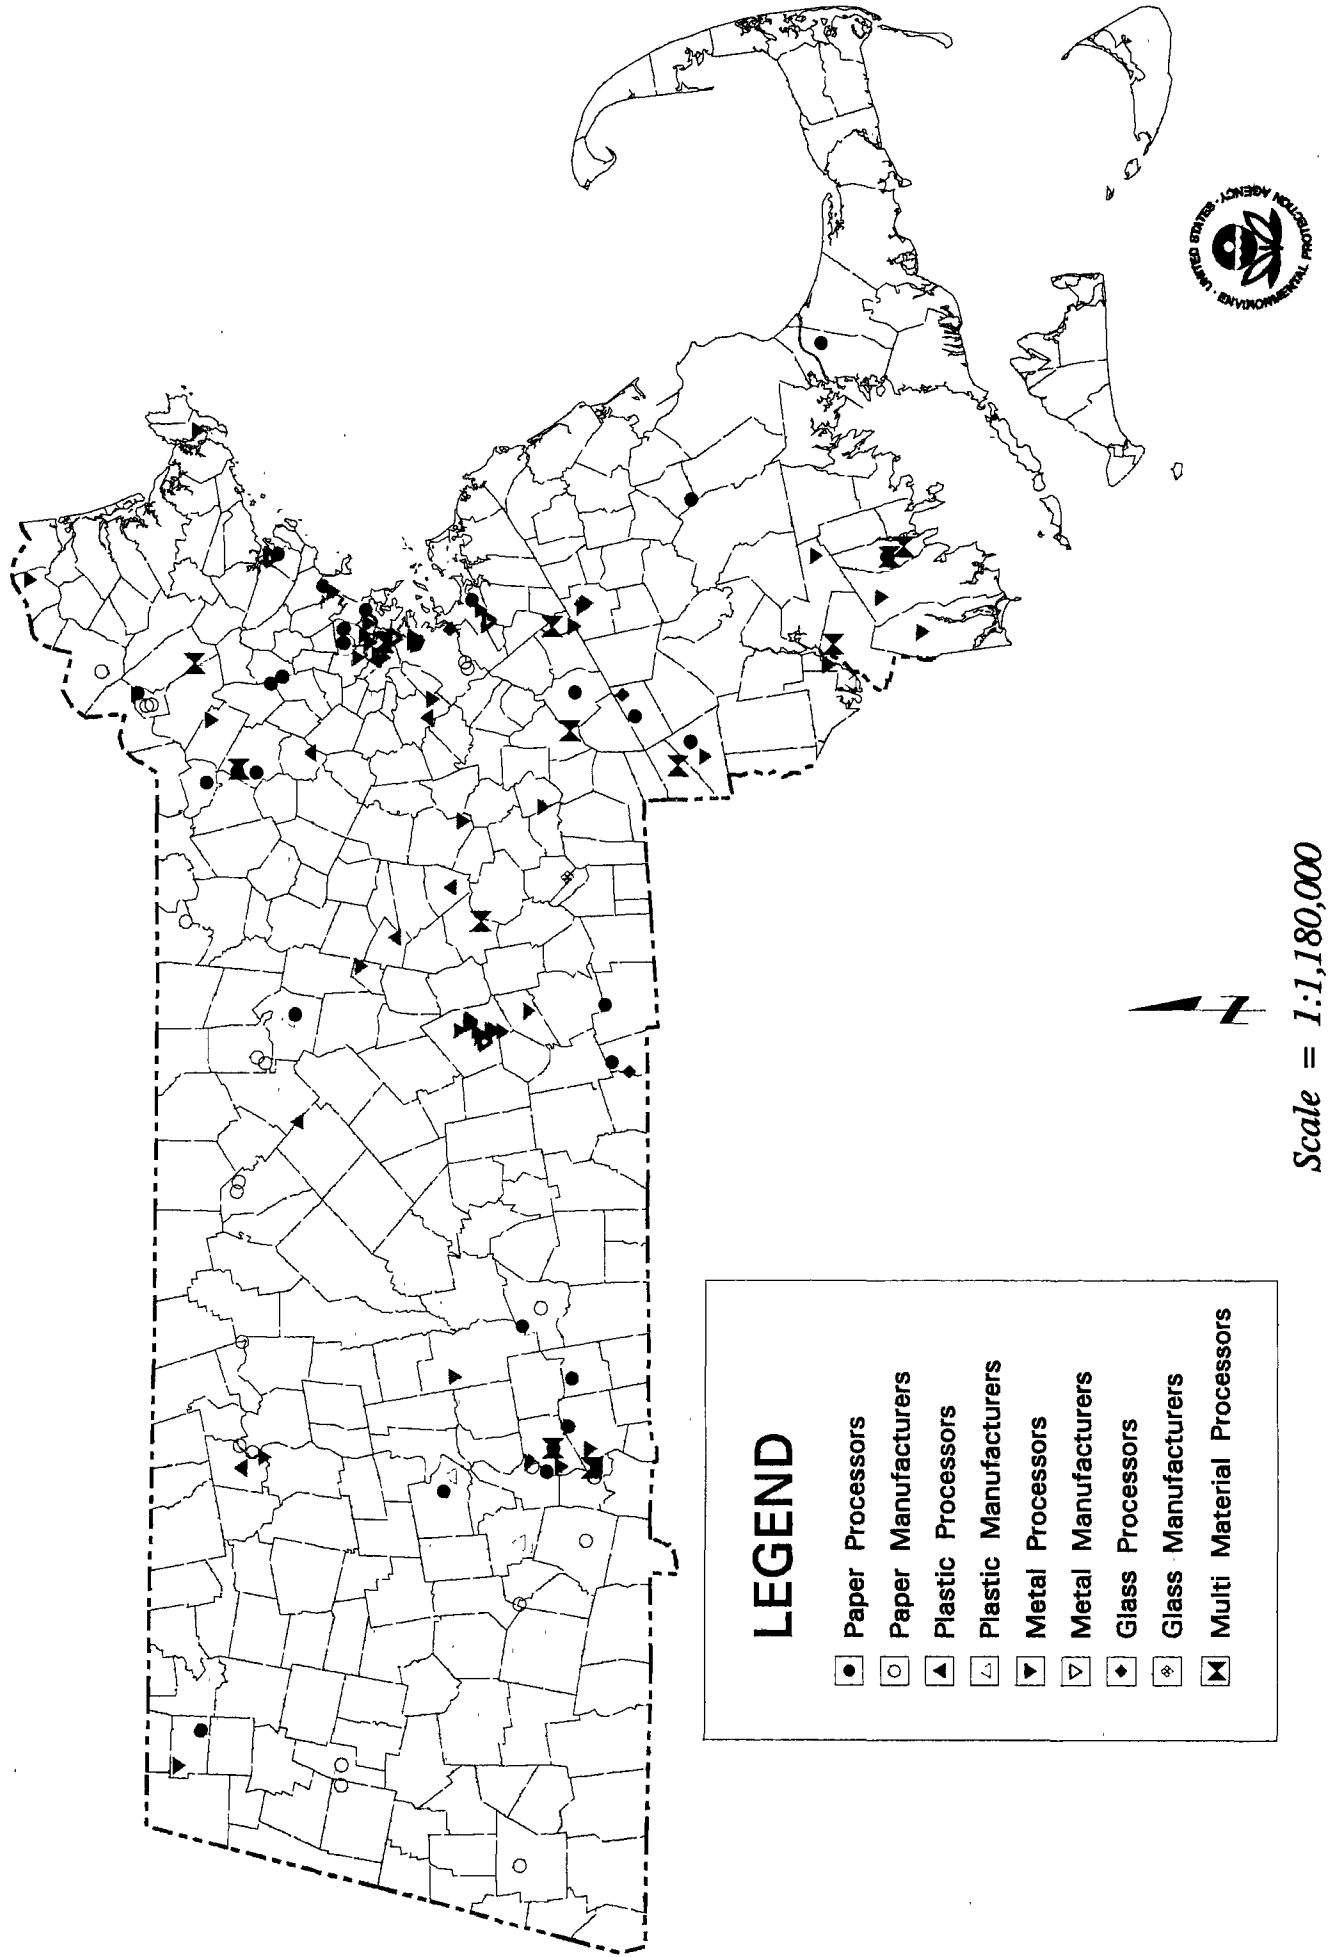 LEGEND
Paper Processors
Paper Manufacturers
Plastic Processors
Plastic Manufacturers
Metal Processors
Metal Manufacturers
Glass Processors
Glass Manufacturers
Multi Material Processors
Scale = 1:1,180,000
UNITED STATES · ENVIRONMENTAL PROTECTION AGENCY ·